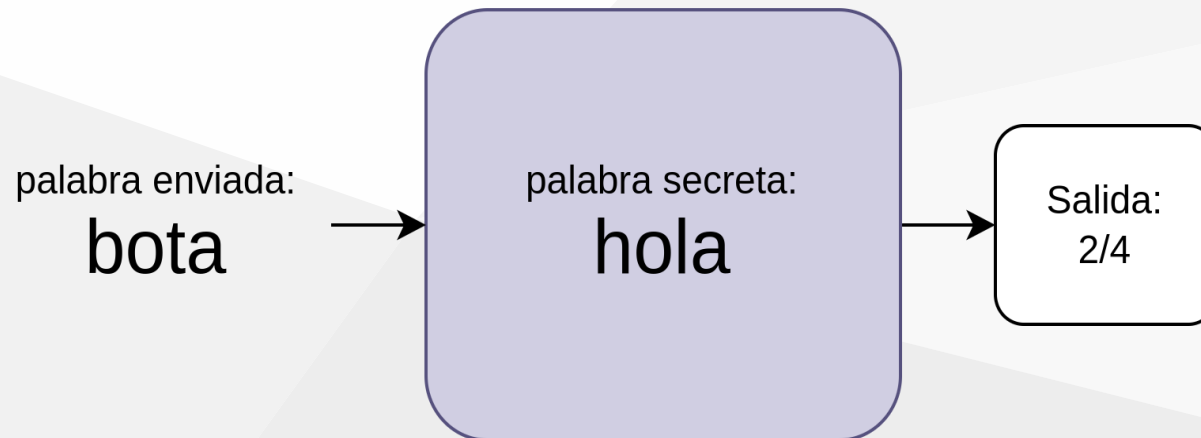 palabra enviada:
bota
palabra secreta:
hola
Salida:
2/4